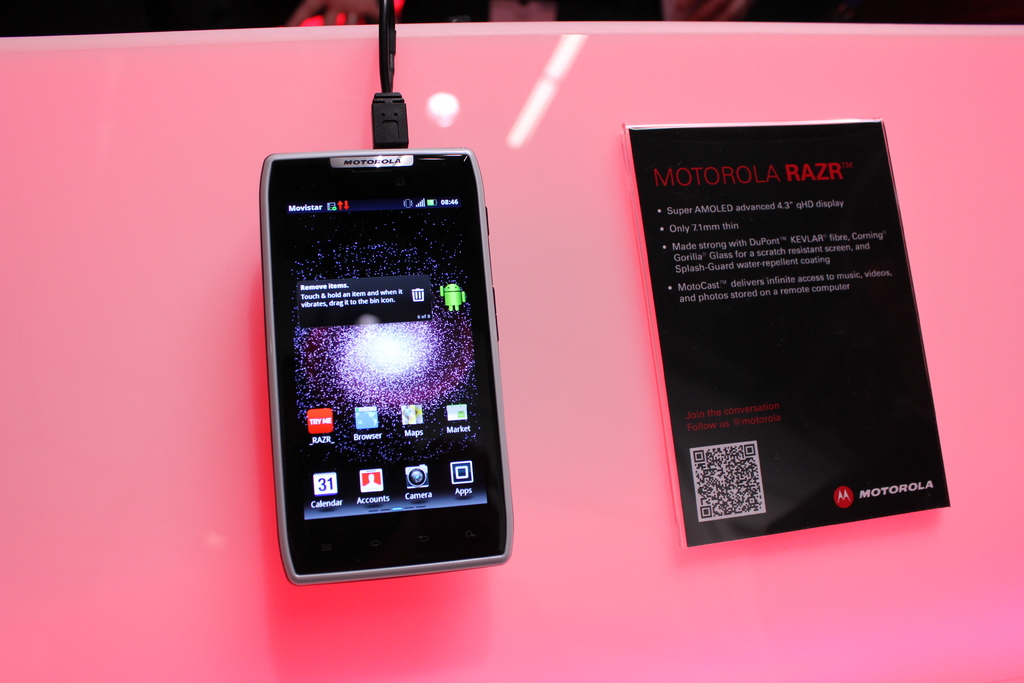 MOTOROLA
Movistar 08:46
Remove items.
Touch & hold an item and when it
vibrates, drag it to the bin icon.
6 of 8
TRY ME
_RAZR_
Browser
Maps
Market
31
Calendar
Accounts
Camera
Apps
MOTOROLA RAZR™
• Super AMOLED advanced 4.3" qHD display
• Only 7.1mm thin
• Made strong with DuPont™ KEVLAR® fibre, Corning®
Gorilla® Glass for a scratch resistant screen, and
Splash-Guard water-repellent coating
• MotoCast™ delivers infinite access to music, videos,
and photos stored on a remote computer
Join the conversation
Follow us @motorola
MOTOROLA